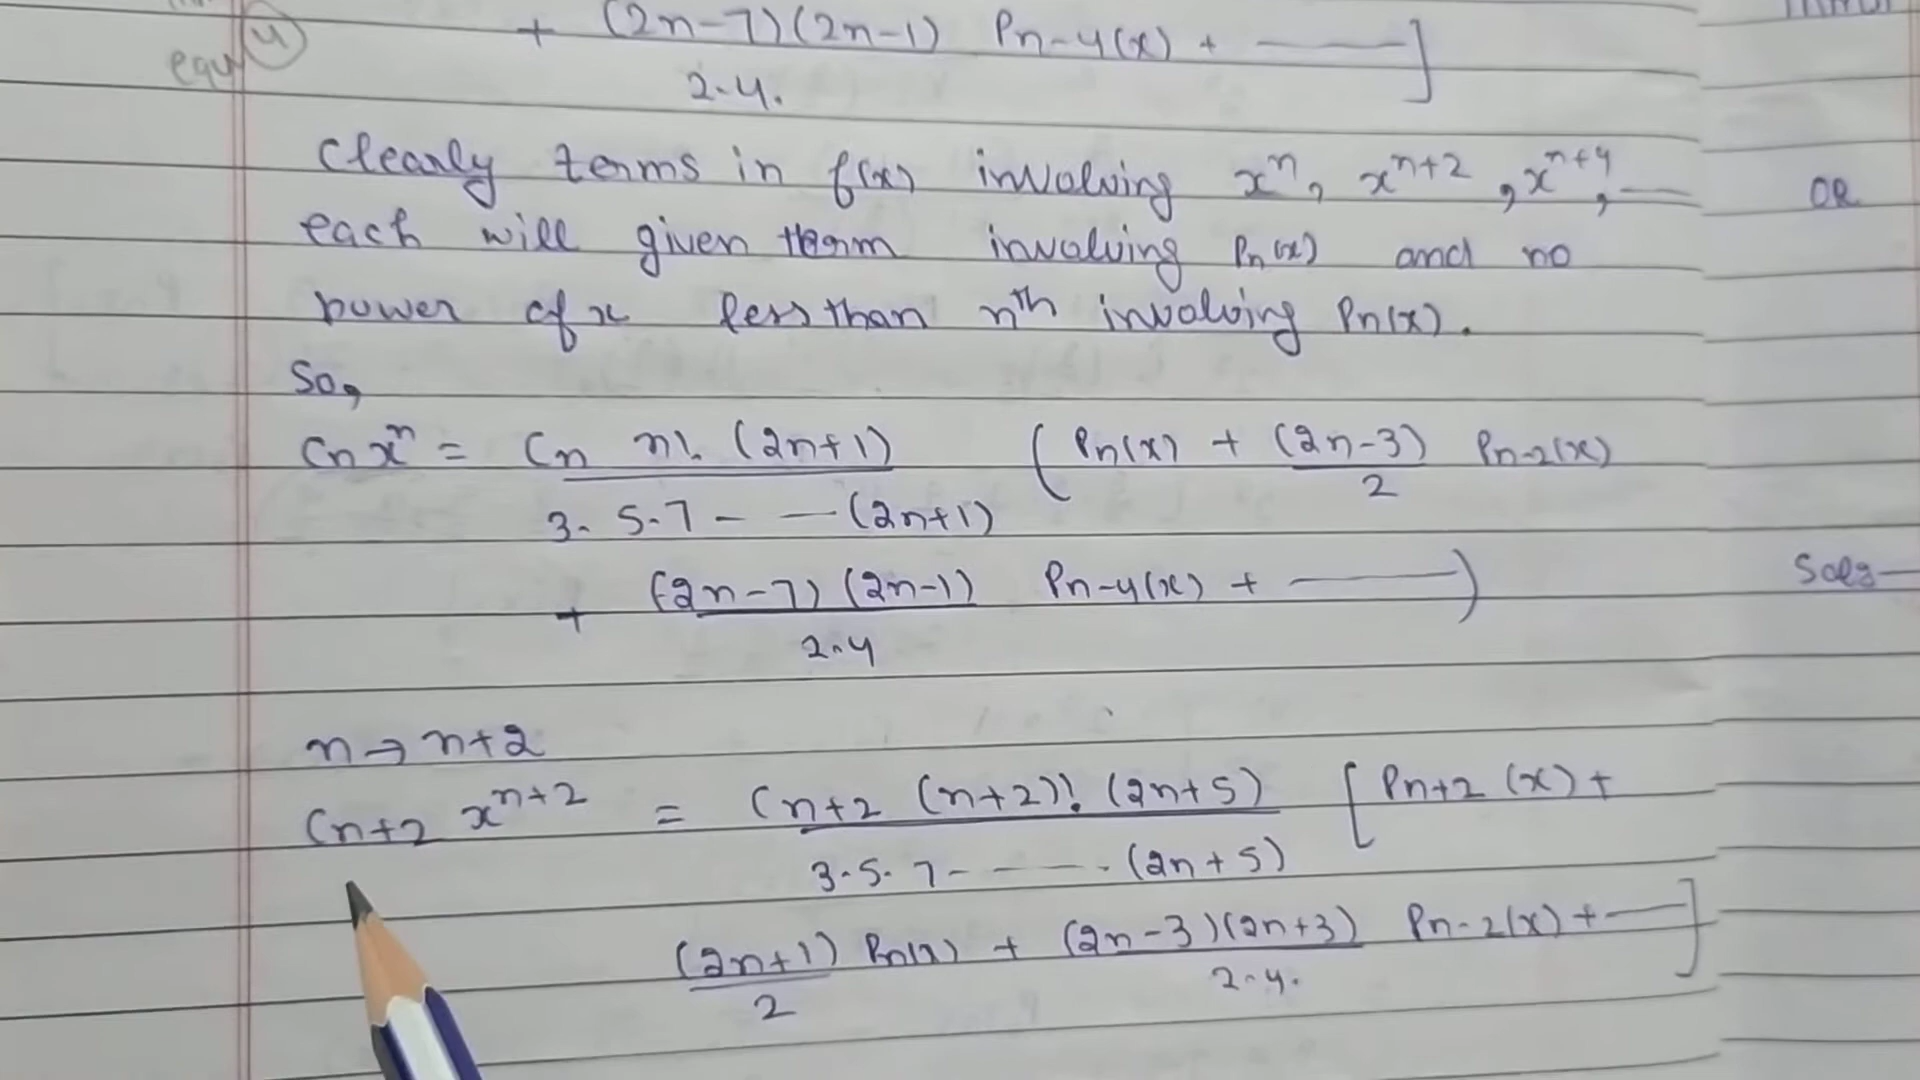 + (2n-7)(2n-1) Pn-4(x) + ——]
2.4.
equ 4
Clearly terms in f(x) involving xⁿ, xⁿ⁺², xⁿ⁺⁴, —
OR
each will given term involving Pn(x) and no
power of x less than nth involving Pn(x).
So,
Cn xⁿ = Cn n! (2n+1) ( Pn(x) + (2n-3) Pn-2(x)
3. 5.7 - — (2n+1) 2
+ (2n-7) (2n-1) Pn-4(x) + —— )
2.4
n → n+2
Cn+2 xⁿ⁺² = Cn+2 (n+2)! (2n+5) [ Pn+2 (x) +
3.5.7 - - — - . (2n+5)
(2n+1) Pn(x) + (2n-3)(2n+3) Pn-2(x) + — ]
2 2.4.